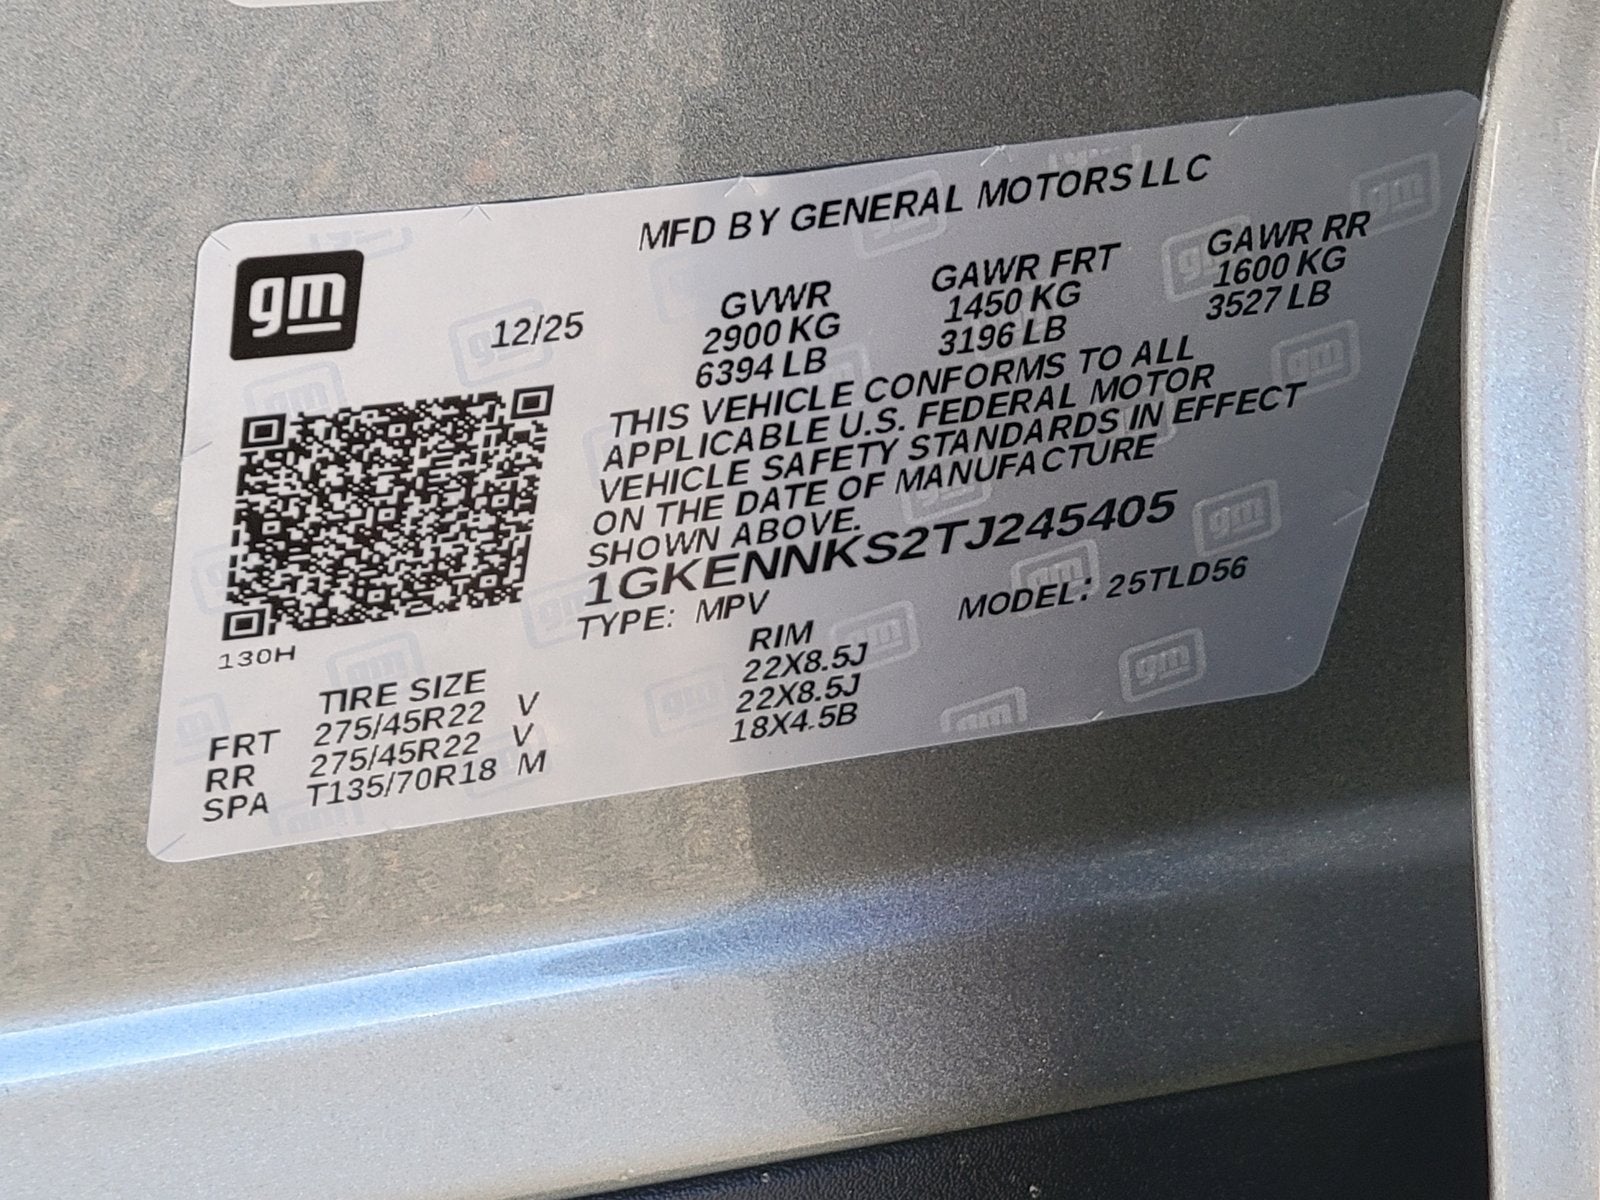 MFD BY GENERAL MOTORS LLC
gm
12/25
GVWR GAWR FRT GAWR RR
2900 KG 1450 KG 1600 KG
6394 LB 3196 LB 3527 LB
THIS VEHICLE CONFORMS TO ALL
APPLICABLE U.S. FEDERAL MOTOR
VEHICLE SAFETY STANDARDS IN EFFECT
ON THE DATE OF MANUFACTURE
SHOWN ABOVE.
1GKENNKS2TJ245405
TYPE: MPV MODEL: 25TLD56
130H
TIRE SIZE RIM
FRT 275/45R22 V 22X8.5J
RR 275/45R22 V 22X8.5J
SPA T135/70R18 M 18X4.5B